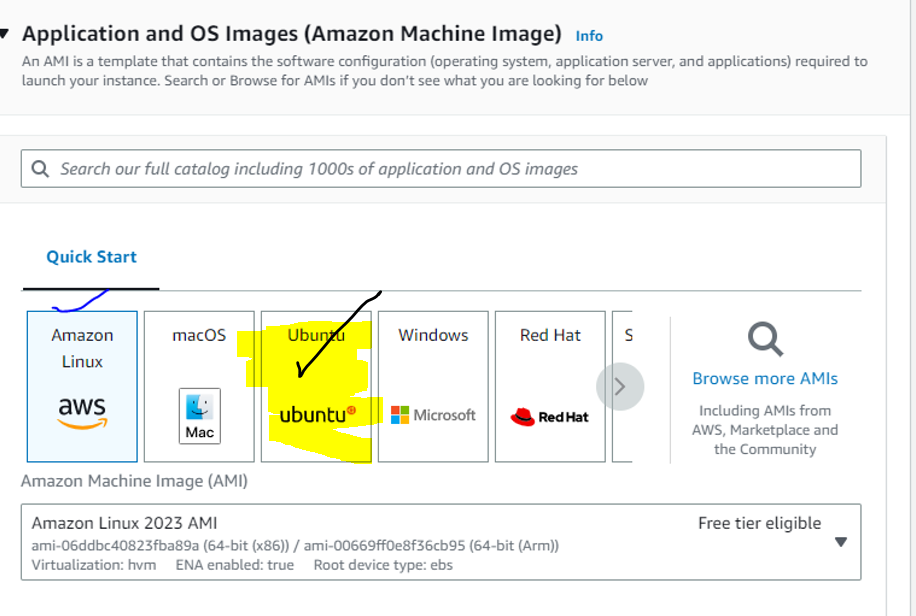 Application and OS Images (Amazon Machine Image) Info
An AMI is a template that contains the software configuration (operating system, application server, and applications) required to
launch your instance. Search or Browse for AMIs if you don't see what you are looking for below
Search our full catalog including 1000s of application and OS images
Quick Start
Amazon
Linux
aws
macOS
Mac
Ubuntu
ubuntu
Windows
Microsoft
Red Hat
RedHat
S
Browse more AMIs
Including AMIs from
AWS, Marketplace and
the Community
Amazon Machine Image (AMI)
Amazon Linux 2023 AMI
Free tier eligible
ami-06ddbc40823fba89a (64-bit (x86)) / ami-00669ff0e8f36cb95 (64-bit (Arm))
Virtualization: hvm ENA enabled: true Root device type: ebs